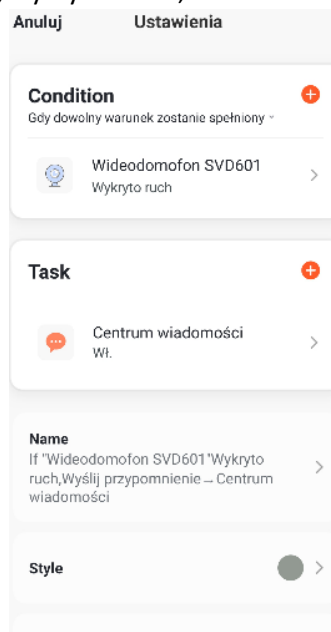 Anuluj Ustawienia
Condition
Gdy dowolny warunek zostanie spełniony
Wideodomofon SVD601
Wykryto ruch
Task
Centrum wiadomości
Wł.
Name
If "Wideodomofon SVD601"Wykryto
ruch,Wyślij przypomnienie – Centrum
wiadomości
Style